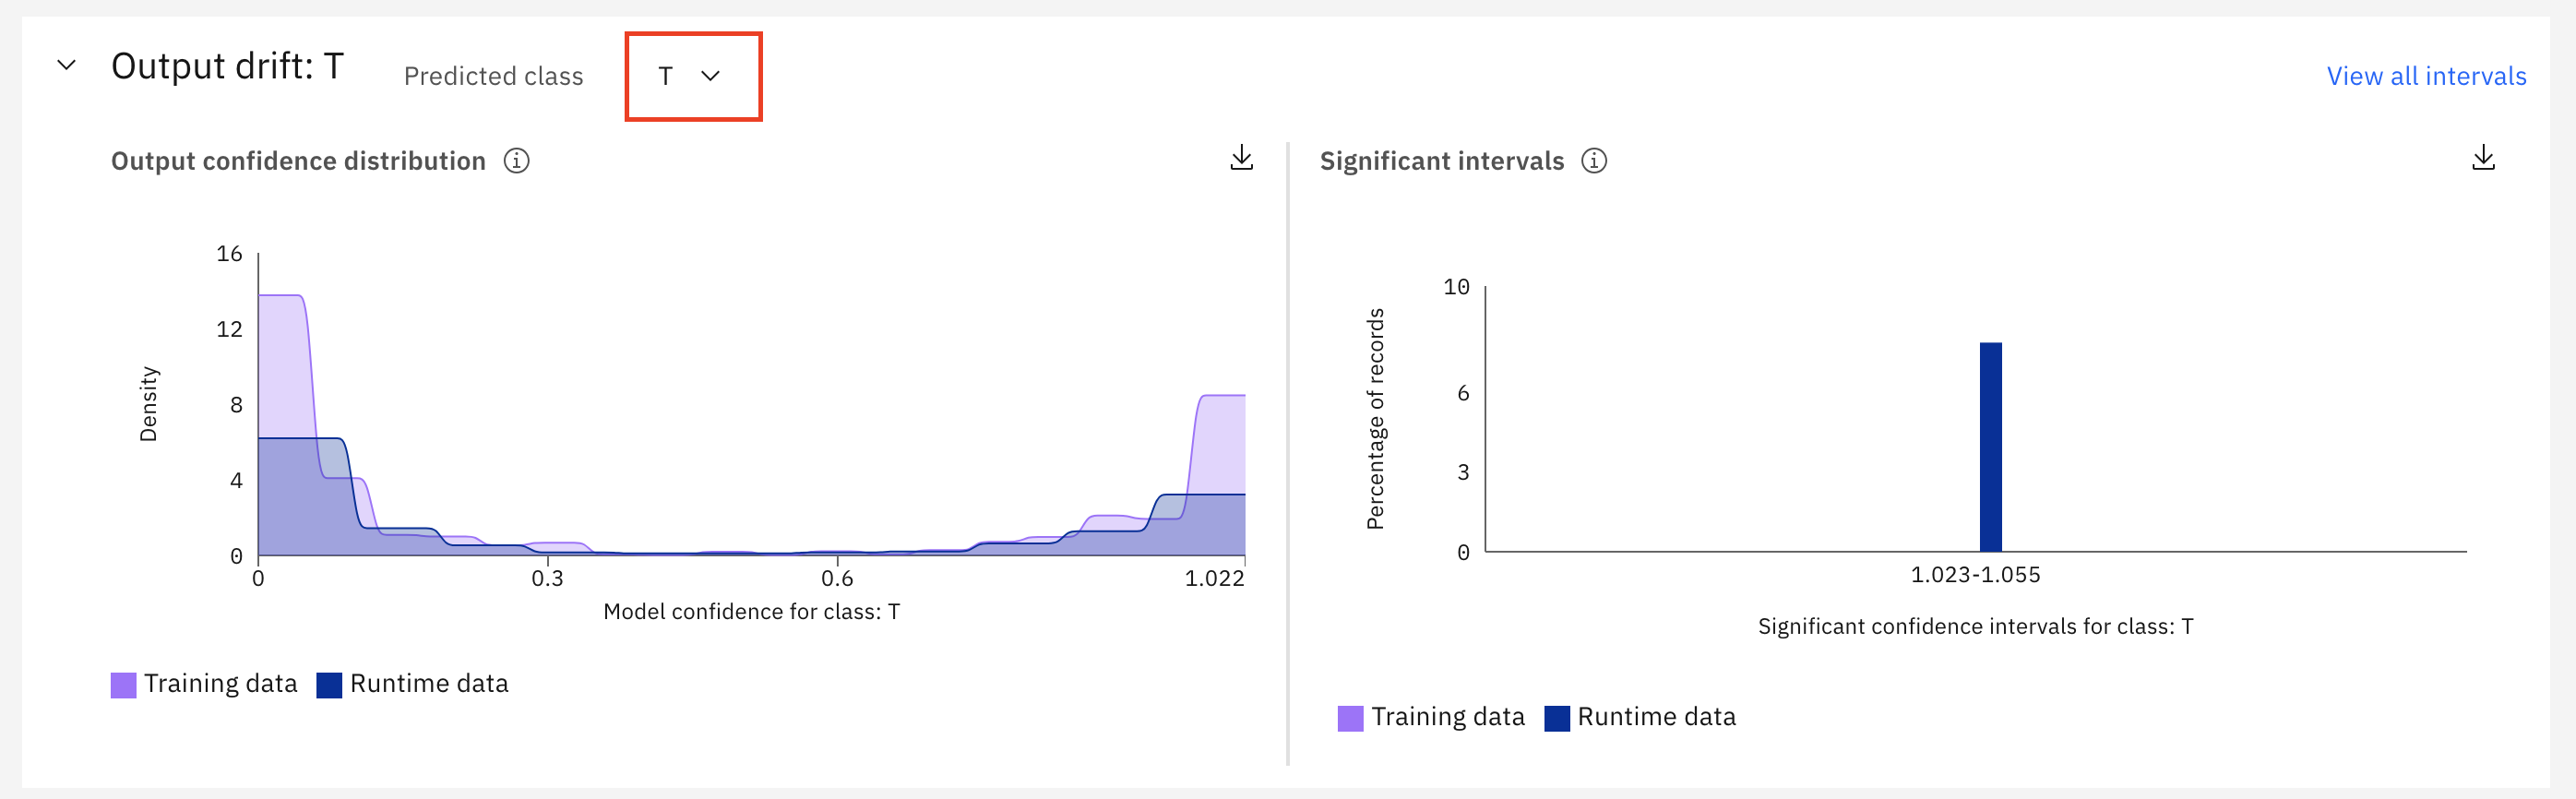 Output drift: T
Predicted class
T
View all intervals
Output confidence distribution
16
12
8
4
0
Density
0 0.3 0.6 1.022
Model confidence for class: T
Training data Runtime data
Significant intervals
10
6
3
0
Percentage of records
1.023-1.055
Significant confidence intervals for class: T
Training data Runtime data